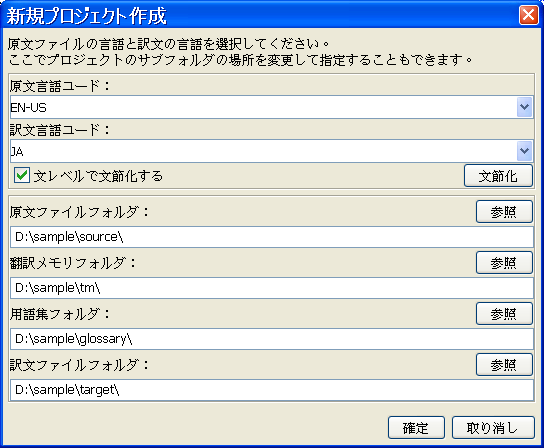 新規プロジェクト作成
原文ファイルの言語と訳文の言語を選択してください。
ここでプロジェクトのサブフォルダの場所を変更して指定することもできます。
原文言語コード：
EN-US
訳文言語コード：
JA
文レベルで文節化する 文節化
原文ファイルフォルダ： 参照
D:\sample\source\
翻訳メモリフォルダ： 参照
D:\sample\tm\
用語集フォルダ： 参照
D:\sample\glossary\
訳文ファイルフォルダ： 参照
D:\sample\target\
確定 取り消し